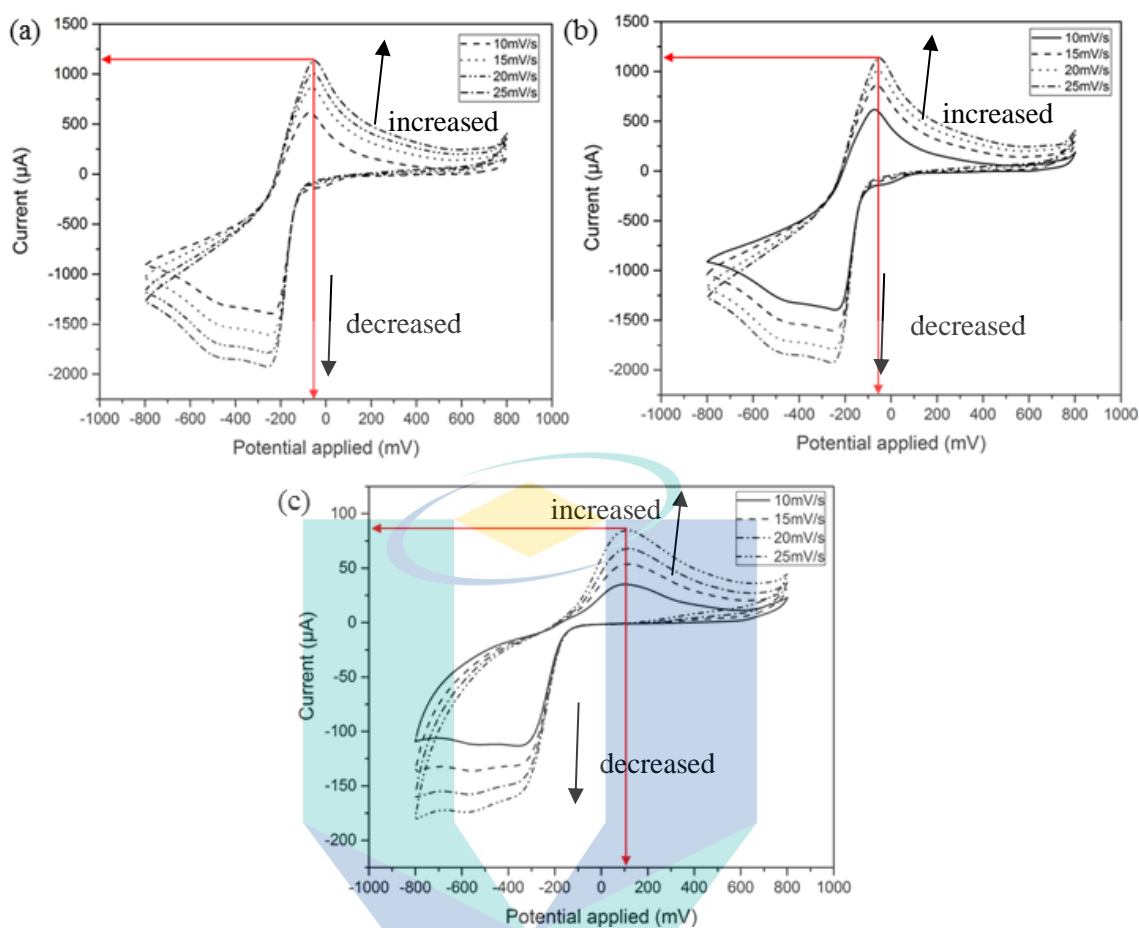 (a)
1500
1000
500
0
-500
-1000
-1500
-2000
Current (µA)
10mV/s
15mV/s
20mV/s
25mV/s
increased
decreased
-1000 -800 -600 -400 -200 0 200 400 600 800 1000
Potential applied (mV)
(b)
1500
1000
500
0
-500
-1000
-1500
-2000
Current (µA)
10mV/s
15mV/s
20mV/s
25mV/s
increased
decreased
-1000 -800 -600 -400 -200 0 200 400 600 800 1000
Potential applied (mV)
(c)
100
50
0
-50
-100
-150
-200
Current (µA)
increased
10mV/s
15mV/s
20mV/s
25mV/s
decreased
-1000 -800 -600 -400 -200 0 200 400 600 800 1000
Potential applied (mV)